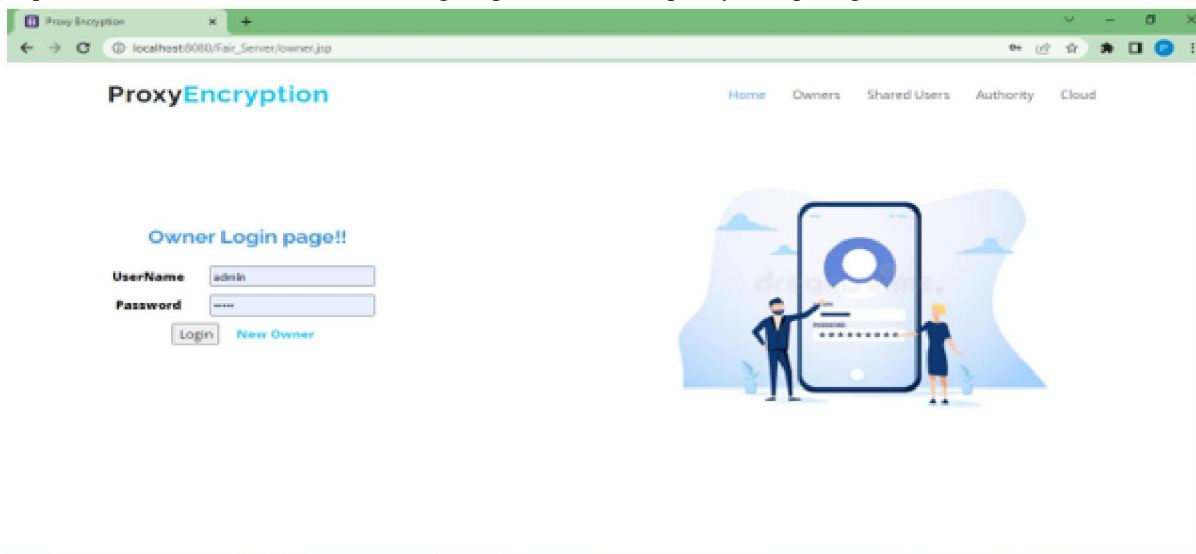 Proxy Encryption
localhost:8080/Fair_Server/owner.jsp
ProxyEncryption
Home Owners Shared Users Authority Cloud
Owner Login page!!
UserName admin
Password •••••
Login New Owner
PASSWORD